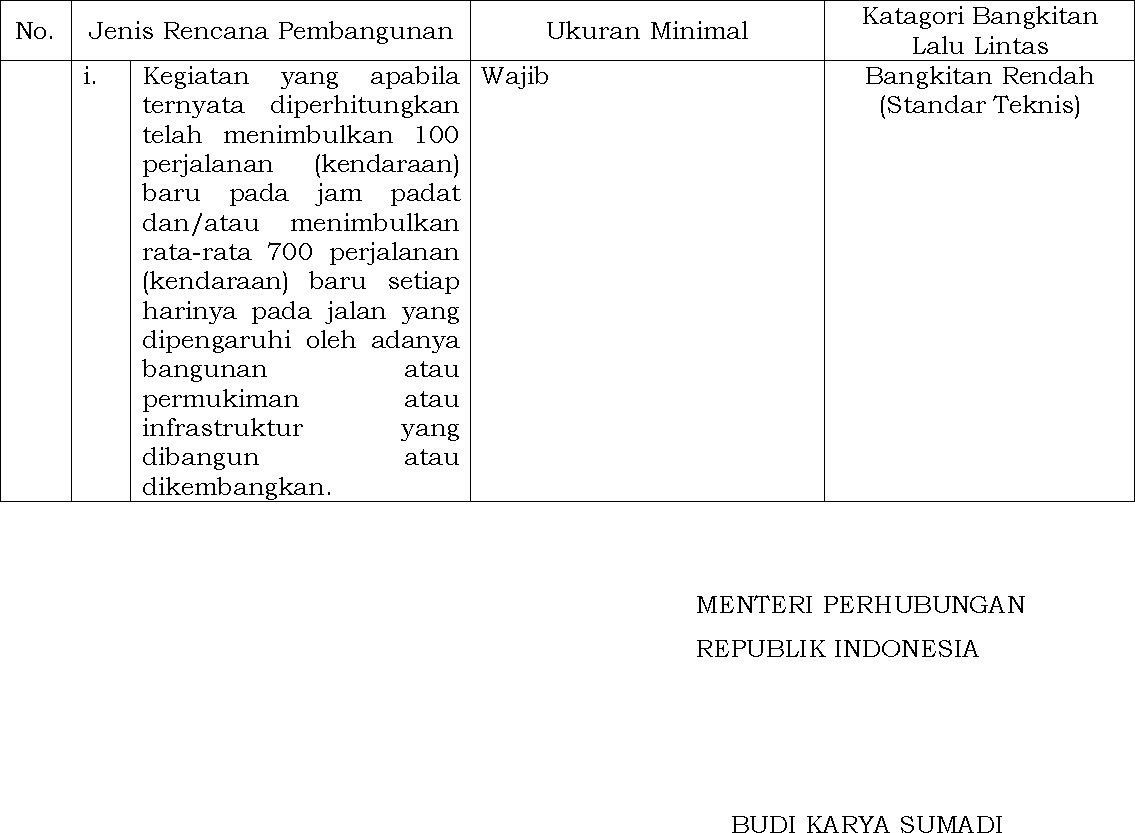 No. Jenis Rencana Pembangunan Ukuran Minimal Katagori Bangkitan
Lalu Lintas
i. Kegiatan yang apabila Wajib Bangkitan Rendah
ternyata diperhitungkan (Standar Teknis)
telah menimbulkan 100
perjalanan (kendaraan)
baru pada jam padat
dan/atau menimbulkan
rata-rata 700 perjalanan
(kendaraan) baru setiap
harinya pada jalan yang
dipengaruhi oleh adanya
bangunan atau
permukiman atau
infrastruktur yang
dibangun atau
dikembangkan.
MENTERI PERHUBUNGAN
REPUBLIK INDONESIA
BUDI KARYA SUMADI